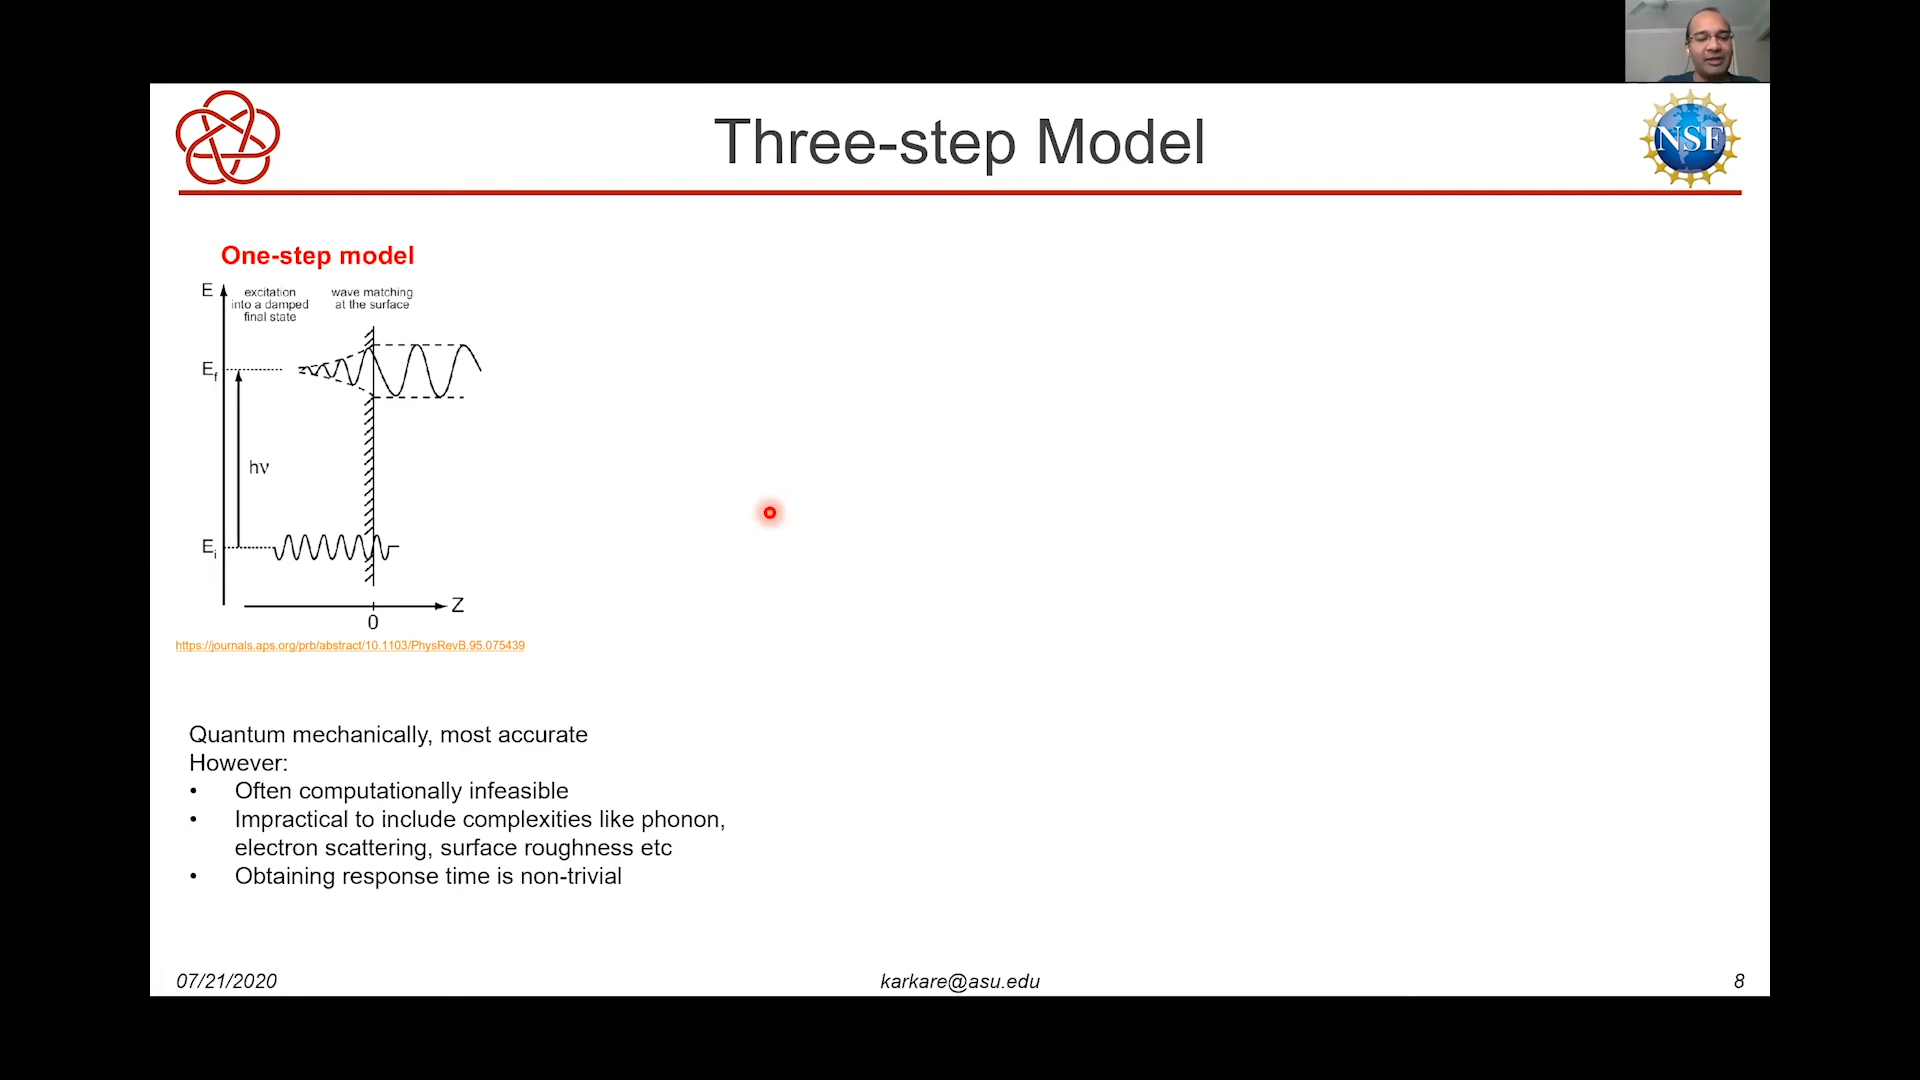 Three-step Model
NSF
One-step model
E
excitation
into a damped
final state
wave matching
at the surface
Ef
hν
Ei
Z
0
https://journals.aps.org/prb/abstract/10.1103/PhysRevB.95.075439
Quantum mechanically, most accurate
However:
• Often computationally infeasible
• Impractical to include complexities like phonon,
electron scattering, surface roughness etc
• Obtaining response time is non-trivial
07/21/2020
karkare@asu.edu
8